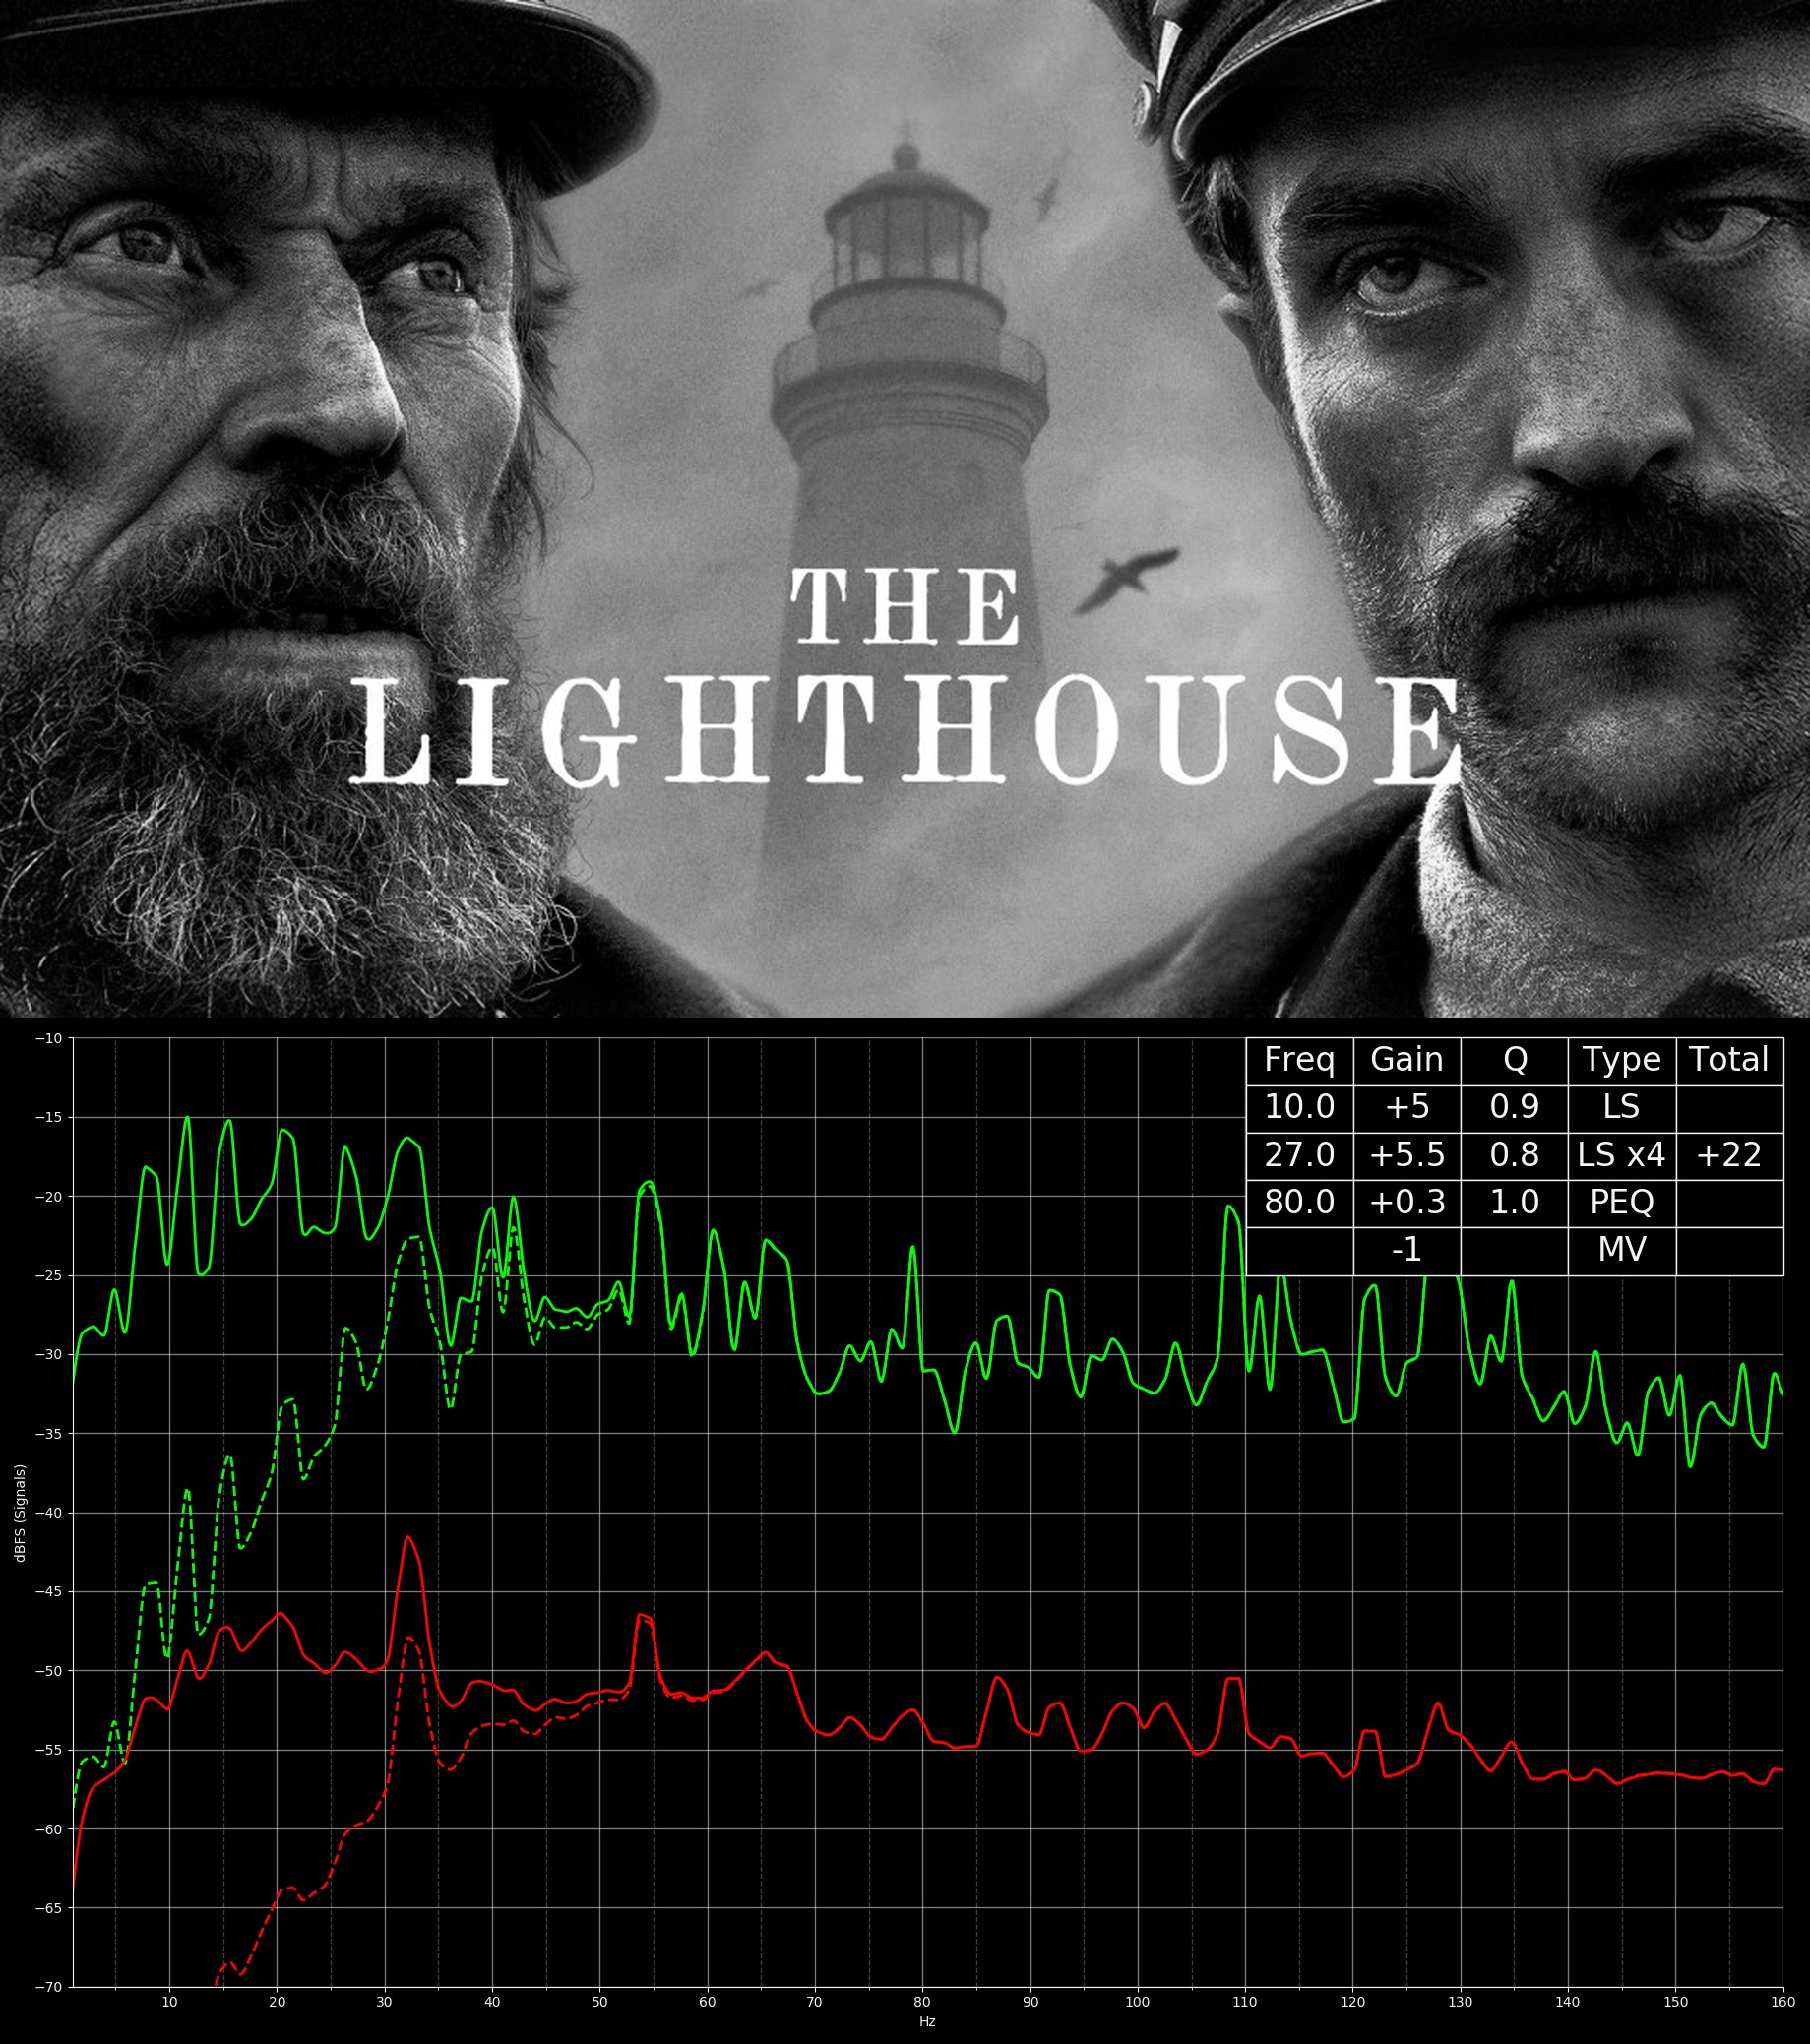 THE
LIGHTHOUSE
Freq Gain Q Type Total
10.0 +5 0.9 LS
27.0 +5.5 0.8 LS x4 +22
80.0 +0.3 1.0 PEQ
-1 MV
−10
−15
−20
−25
−30
−35
−40
−45
−50
−55
−60
−65
−70
dBFS (Signals)
10 20 30 40 50 60 70 80 90 100 110 120 130 140 150 160
Hz